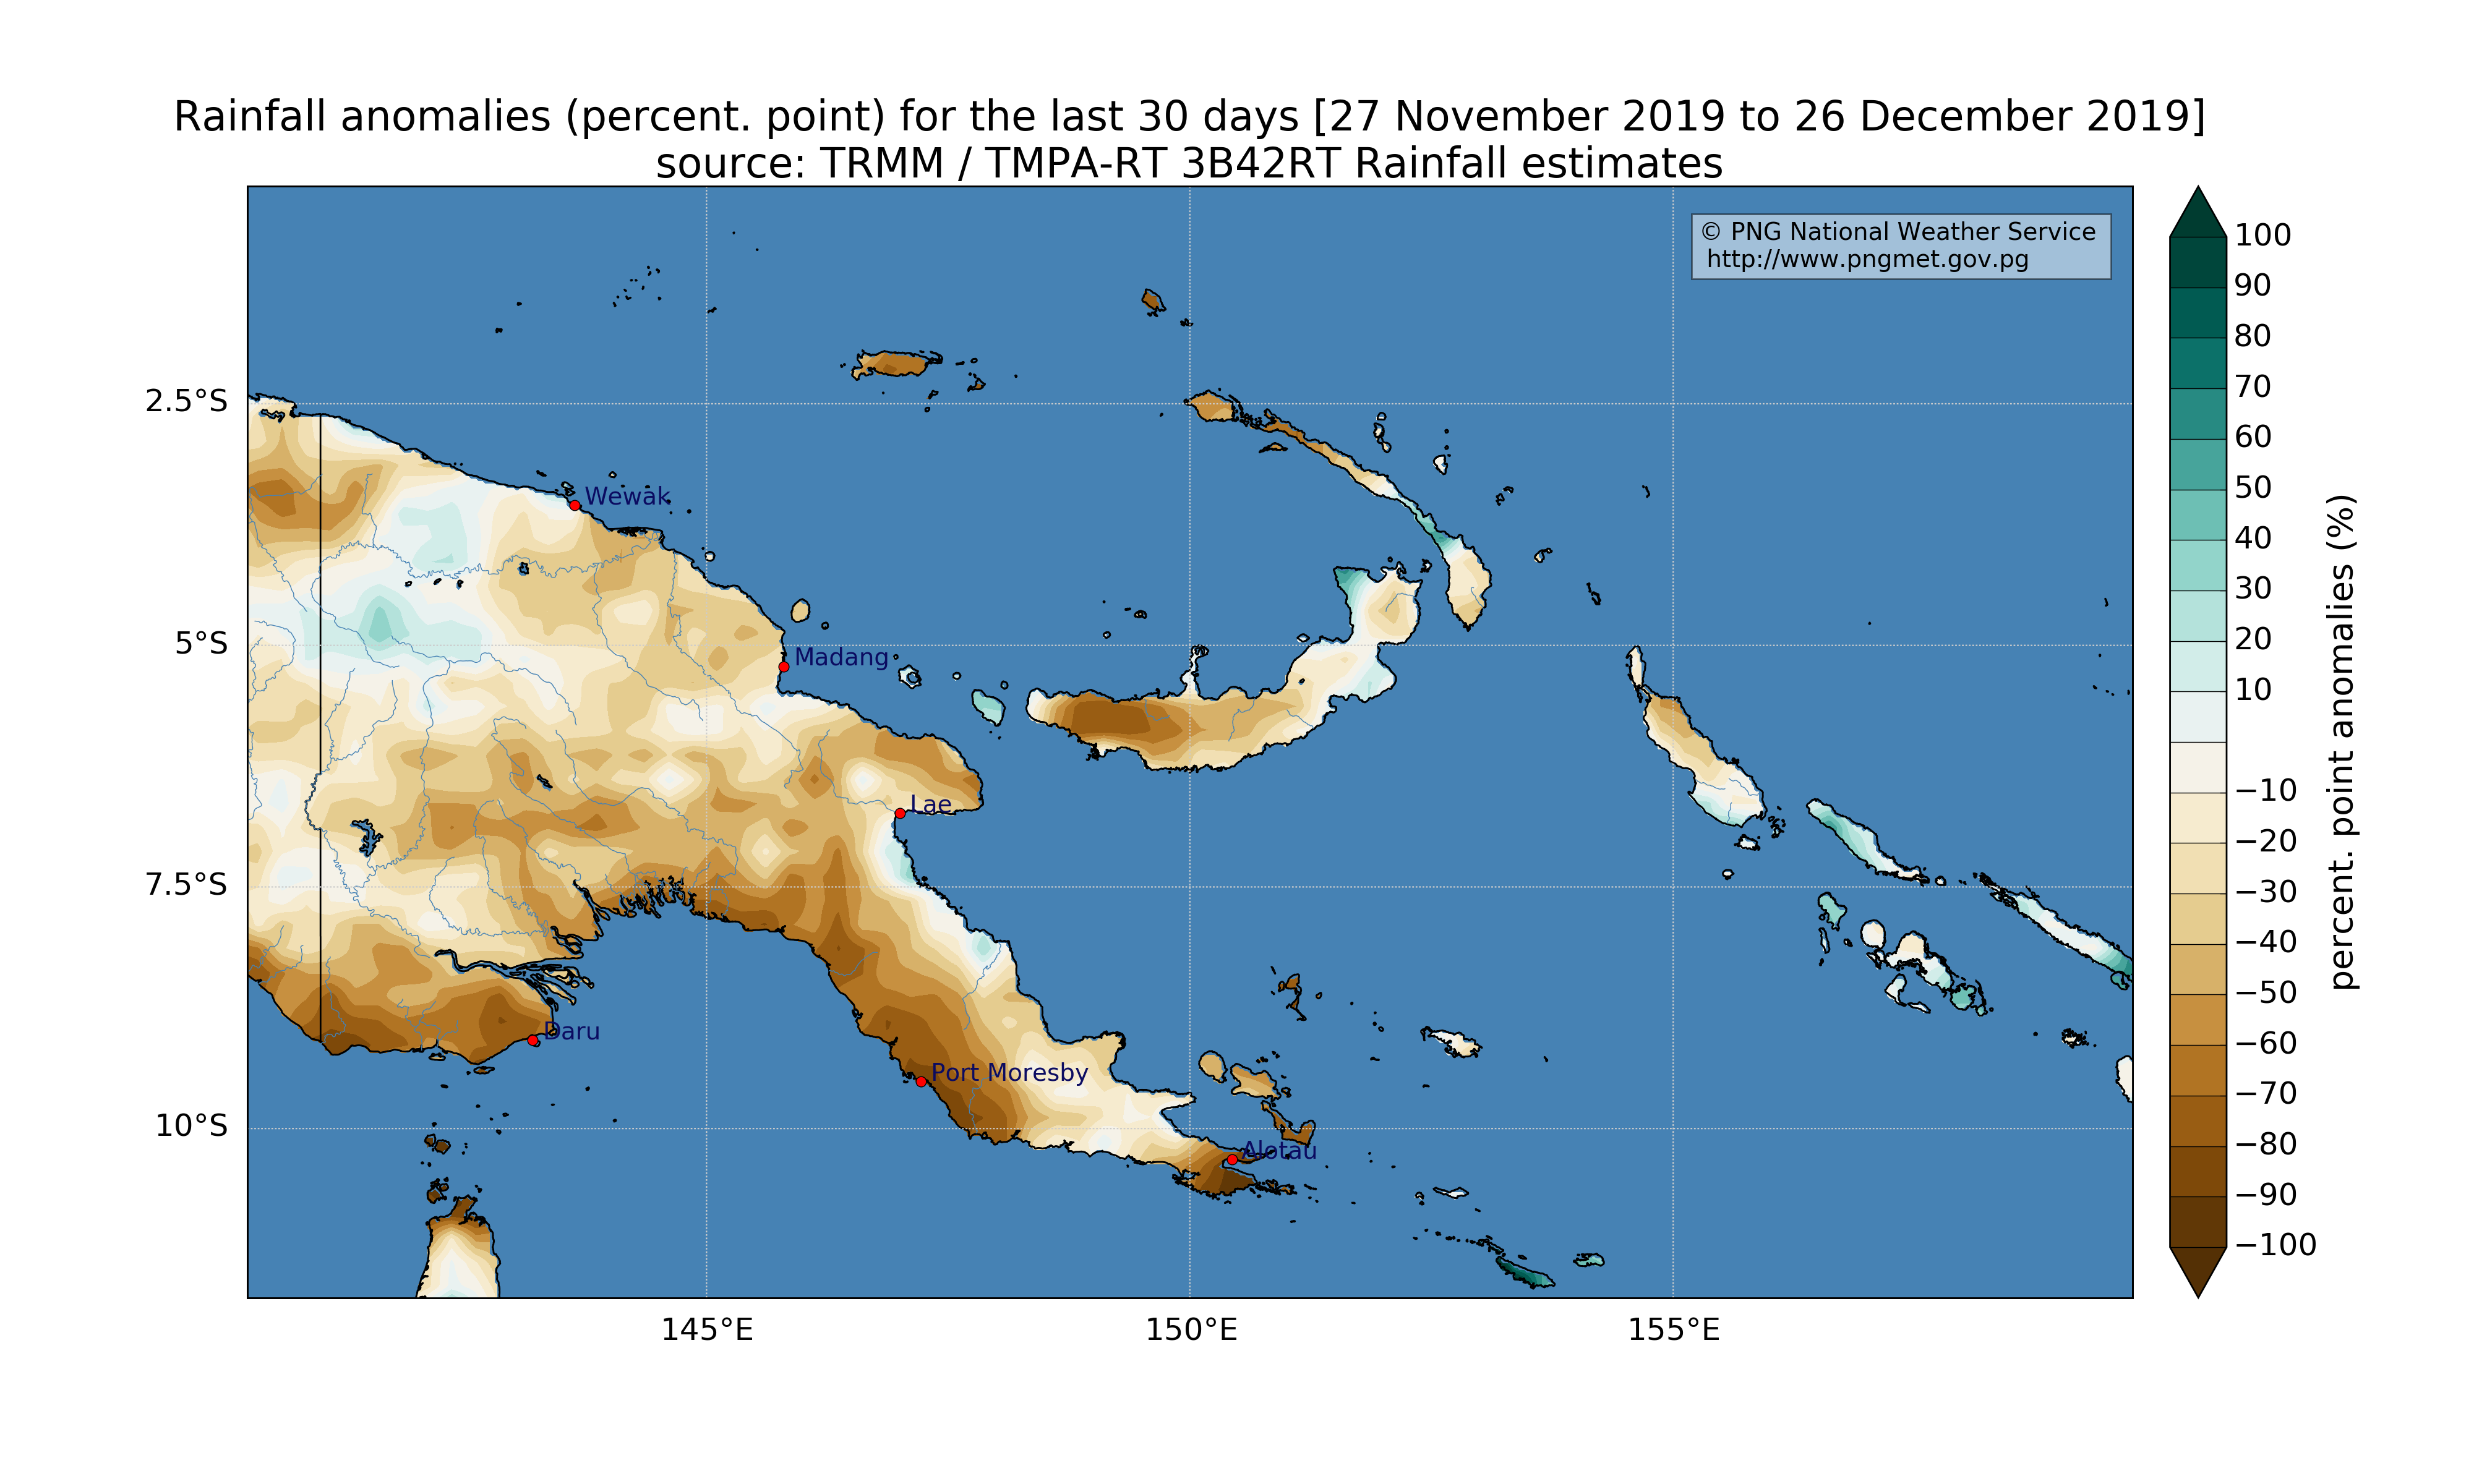 Rainfall anomalies (percent. point) for the last 30 days [27 November 2019 to 26 December 2019]
source: TRMM / TMPA-RT 3B42RT Rainfall estimates
© PNG National Weather Service
http://www.pngmet.gov.pg
2.5°S
5°S
7.5°S
10°S
145°E
150°E
155°E
Wewak
Madang
Lae
Daru
Port Moresby
Alotau
100
90
80
70
60
50
40
30
20
10
−10
−20
−30
−40
−50
−60
−70
−80
−90
−100
percent. point anomalies (%)